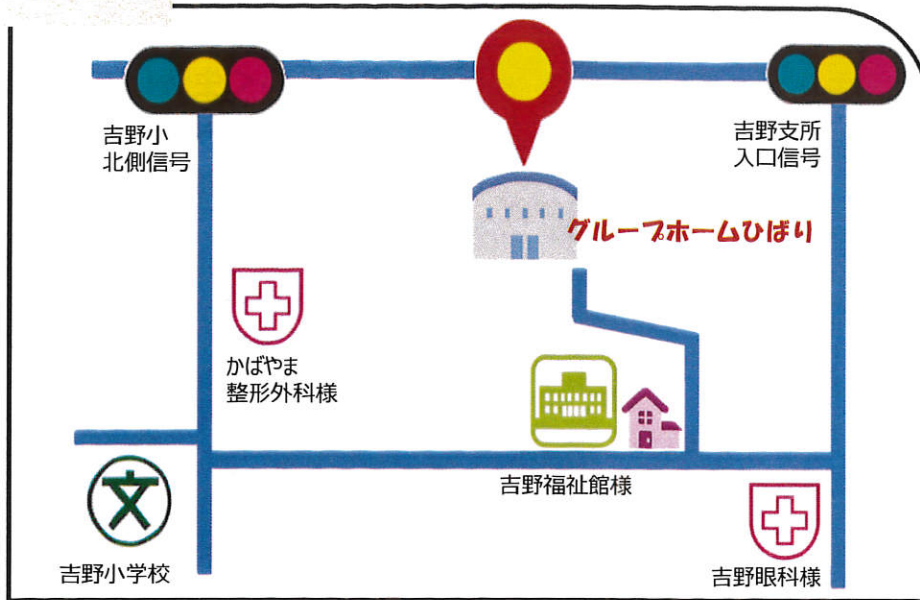 吉野小
北側信号
吉野支所
入口信号
グループホームひばり
かばやま
整形外科様
吉野福祉館様
文
吉野小学校
吉野眼科様